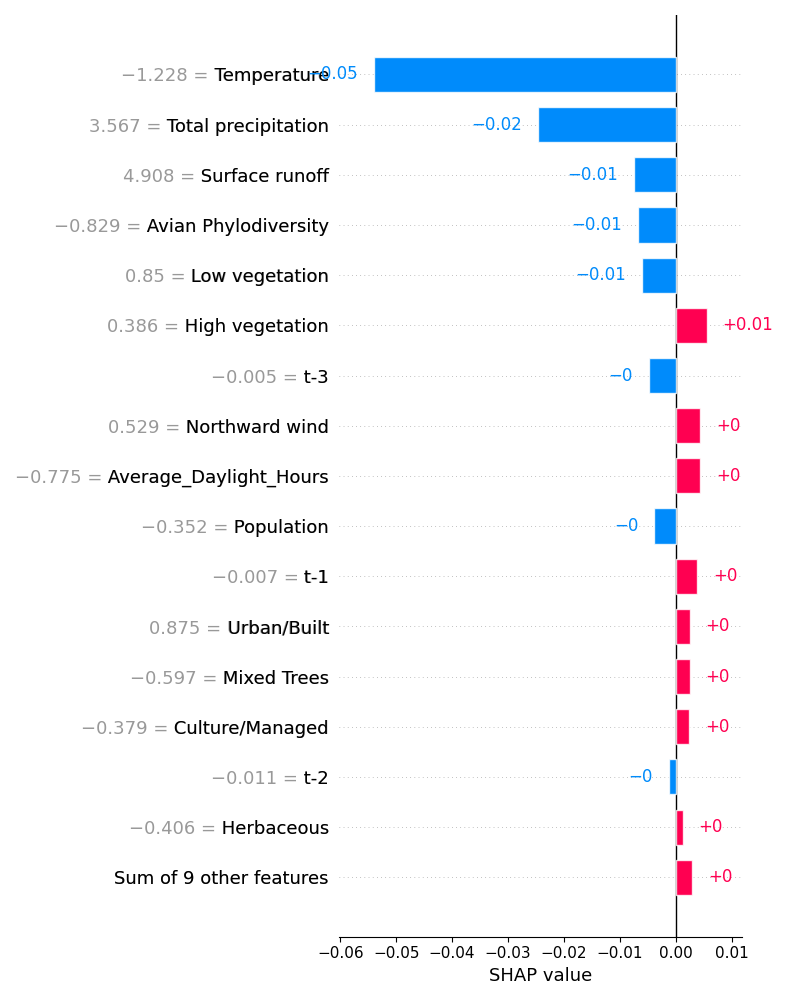 −1.228 = Temperature −0.05
3.567 = Total precipitation −0.02
4.908 = Surface runoff −0.01
−0.829 = Avian Phylodiversity −0.01
0.85 = Low vegetation −0.01
0.386 = High vegetation +0.01
−0.005 = t-3 −0
0.529 = Northward wind +0
−0.775 = Average_Daylight_Hours +0
−0.352 = Population −0
−0.007 = t-1 +0
0.875 = Urban/Built +0
−0.597 = Mixed Trees +0
−0.379 = Culture/Managed +0
−0.011 = t-2 −0
−0.406 = Herbaceous +0
Sum of 9 other features +0
−0.06 −0.05 −0.04 −0.03 −0.02 −0.01 0.00 0.01
SHAP value